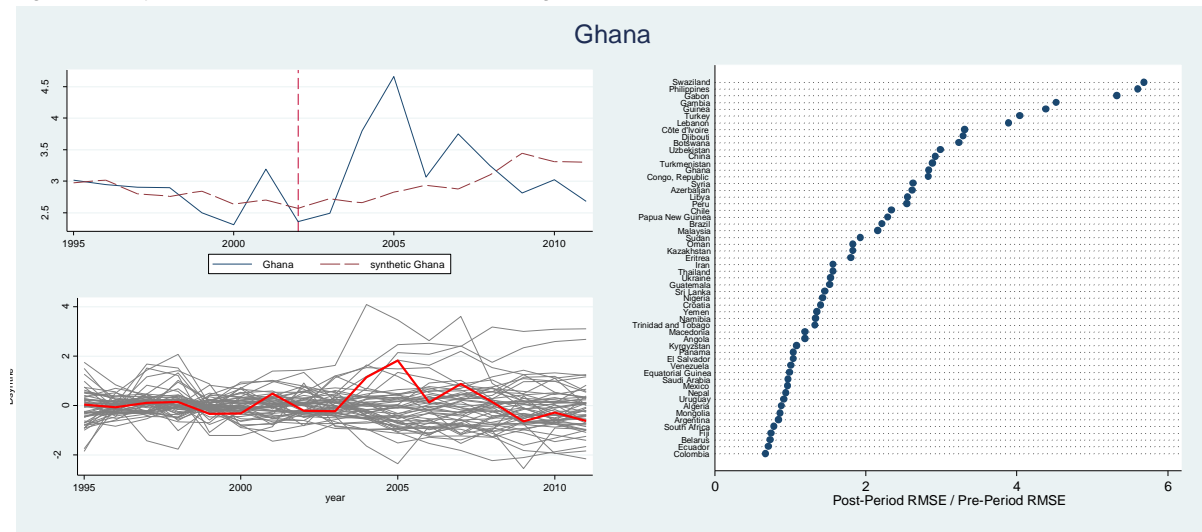 Ghana
4.5
4
3.5
3
2.5
1995 2000 2005 2010
Ghana synthetic Ghana
4
2
0
-2
1995 2000 2005 2010
year
Swaziland
Philippines
Gabon
Gambia
Guinea
Turkey
Lebanon
Côte d'Ivoire
Djibouti
Botswana
Uzbekistan
China
Turkmenistan
Ghana
Congo, Republic
Syria
Azerbaijan
Libya
Peru
Chile
Papua New Guinea
Brazil
Malaysia
Sudan
Oman
Kazakhstan
Eritrea
Iran
Thailand
Ukraine
Guatemala
Sri Lanka
Nigeria
Croatia
Yemen
Namibia
Trinidad and Tobago
Macedonia
Angola
Kyrgyzstan
Panama
El Salvador
Venezuela
Equatorial Guinea
Saudi Arabia
Mexico
Nepal
Uruguay
Algeria
Mongolia
Argentina
South Africa
Fiji
Belarus
Ecuador
Colombia
0 2 4 6
Post-Period RMSE / Pre-Period RMSE